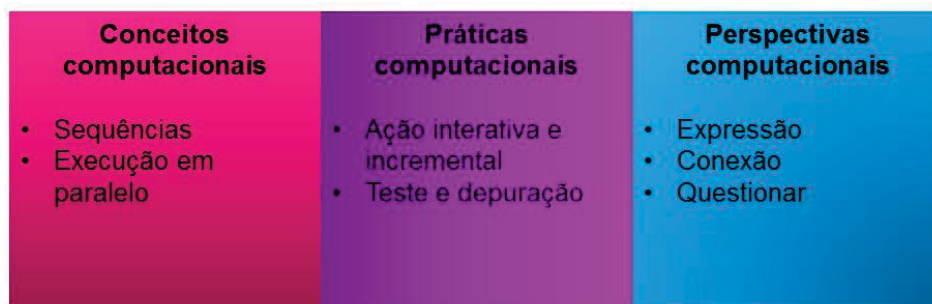 Conceitos
computacionais
• Sequências
• Execução em
paralelo
Práticas
computacionais
• Ação interativa e
incremental
• Teste e depuração
Perspectivas
computacionais
• Expressão
• Conexão
• Questionar